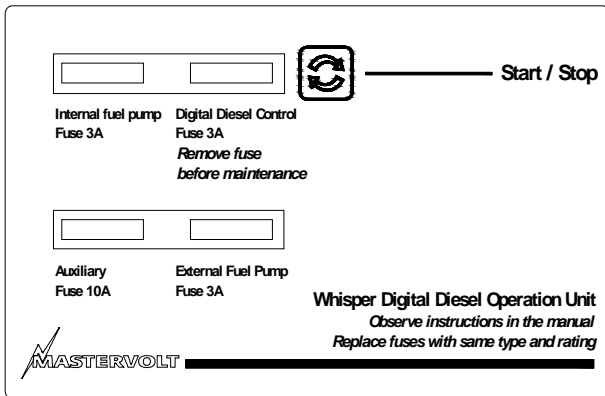 Start / Stop
Internal fuel pump Digital Diesel Control
Fuse 3A Fuse 3A
Remove fuse
before maintenance
Auxiliary External Fuel Pump
Fuse 10A Fuse 3A
Whisper Digital Diesel Operation Unit
Observe instructions in the manual
Replace fuses with same type and rating
MASTERVOLT